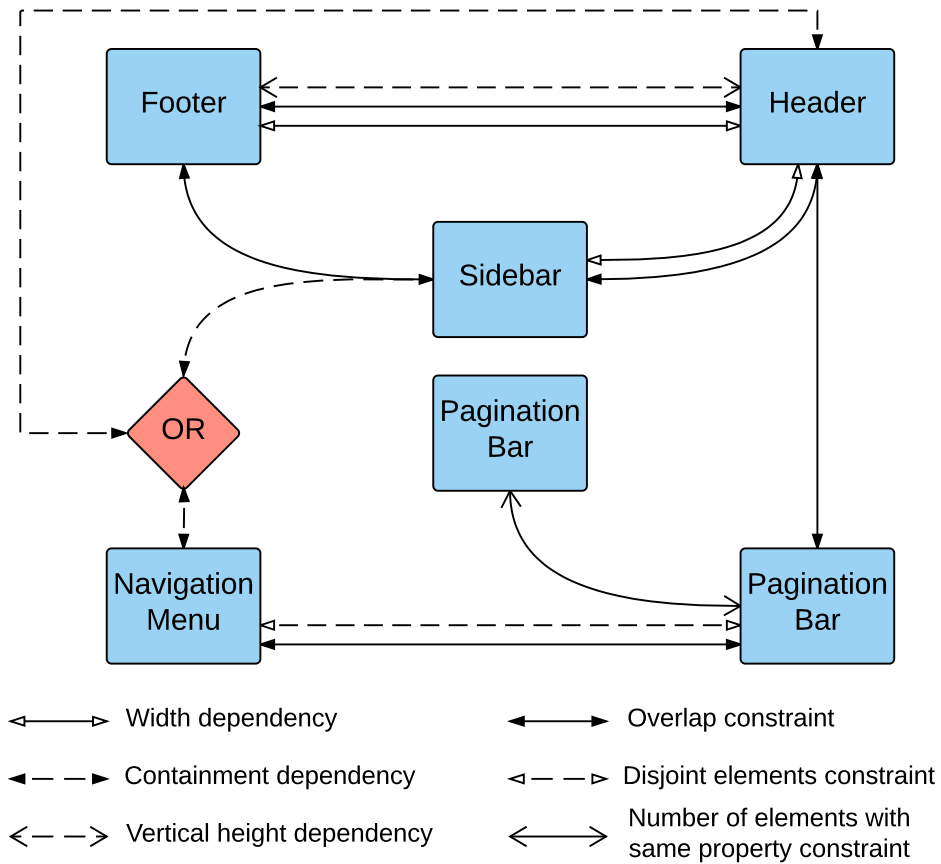 Footer
Header
Sidebar
Pagination
Bar
OR
Navigation
Menu
Pagination
Bar
Width dependency
Overlap constraint
Containment dependency
Disjoint elements constraint
Vertical height dependency
Number of elements with
same property constraint